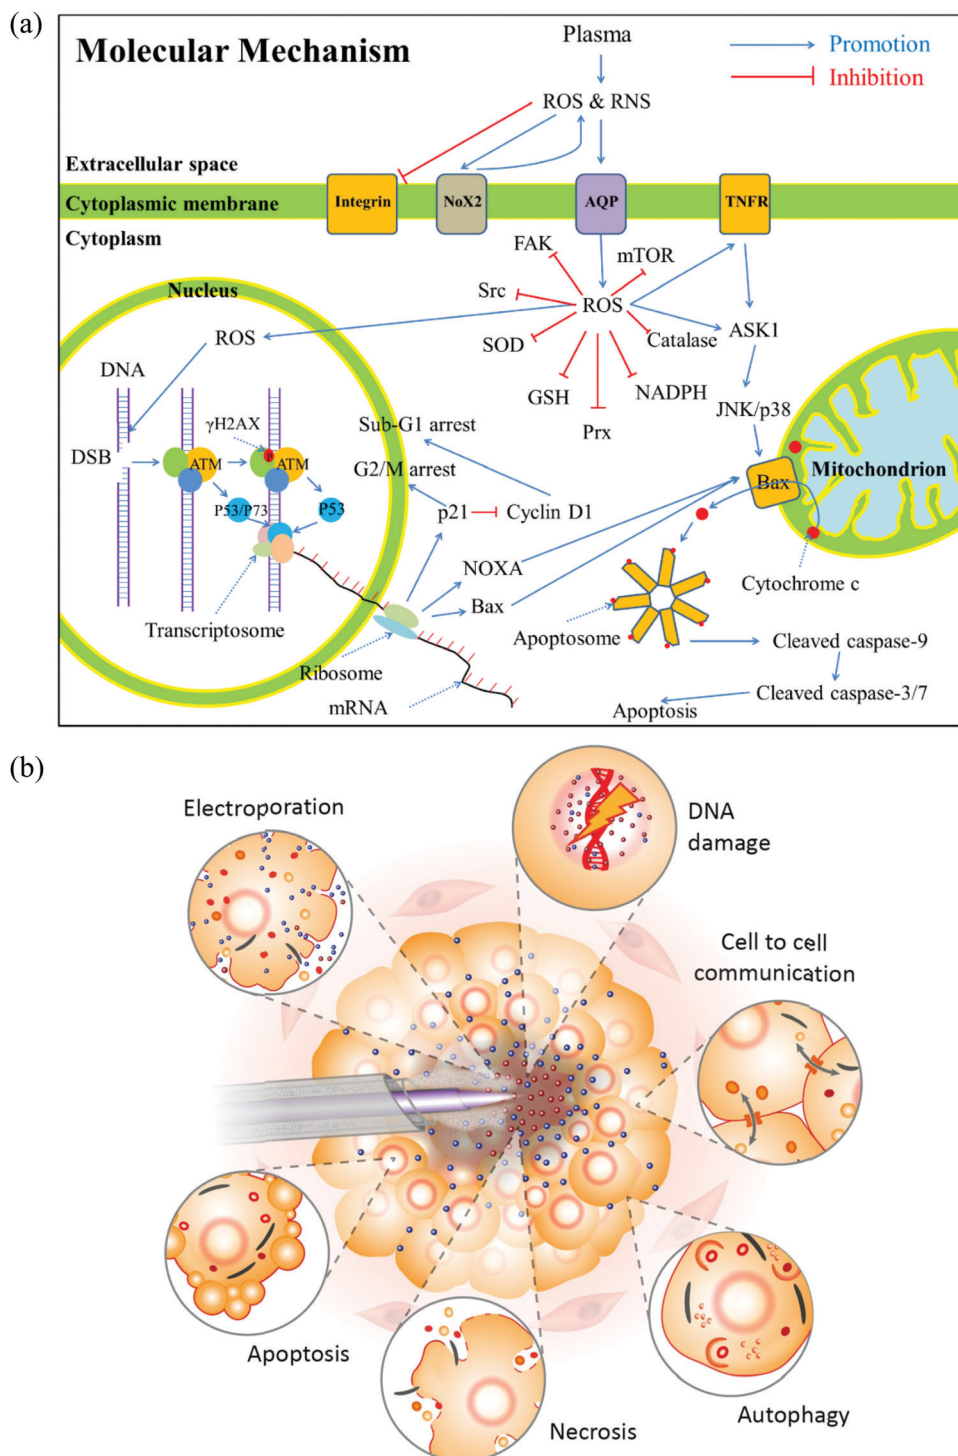 (a)
Molecular Mechanism
Plasma
Promotion
Inhibition
ROS & RNS
Extracellular space
Cytoplasmic membrane
Integrin
NoX2
AQP
TNFR
Cytoplasm
FAK
mTOR
Nucleus
Src
ROS
ROS
SOD
Catalase
ASK1
DNA
GSH
NADPH
JNK/p38
γH2AX
Sub-G1 arrest
Prx
DSB
ATM
P
ATM
G2/M arrest
Bax
Mitochondrion
P53/P73
P53
p21
Cyclin D1
NOXA
Cytochrome c
Bax
Transcriptosome
Apoptosome
Cleaved caspase-9
Ribosome
mRNA
Cleaved caspase-3/7
Apoptosis
(b)
Electroporation
DNA
damage
Cell to cell
communication
Apoptosis
Necrosis
Autophagy